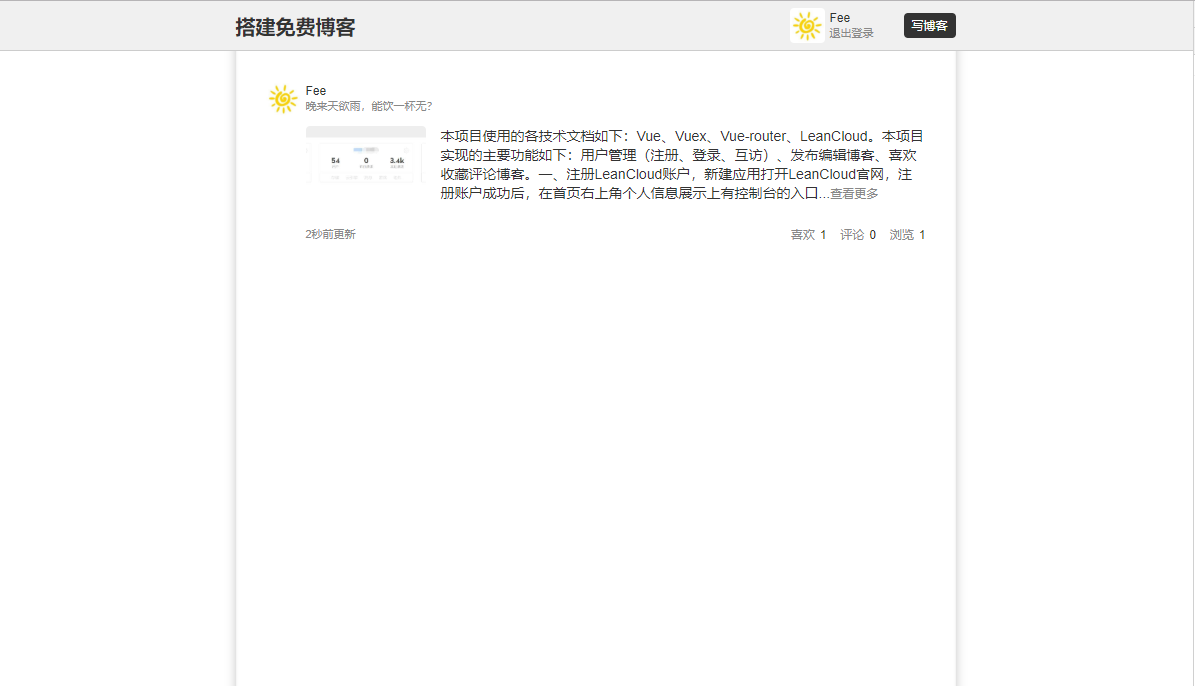 搭建免费博客
Fee
退出登录
写博客
Fee
晚来天欲雨，能饮一杯无?
54
0
3.4k
本项目使用的各技术文档如下：Vue、Vuex、Vue-router、LeanCloud。本项目
实现的主要功能如下：用户管理（注册、登录、互访）、发布编辑博客、喜欢
收藏评论博客。一、注册LeanCloud账户，新建应用打开LeanCloud官网，注
册账户成功后，在首页右上角个人信息展示上有控制台的入口...查看更多
2秒前更新
喜欢 1 评论 0 浏览 1